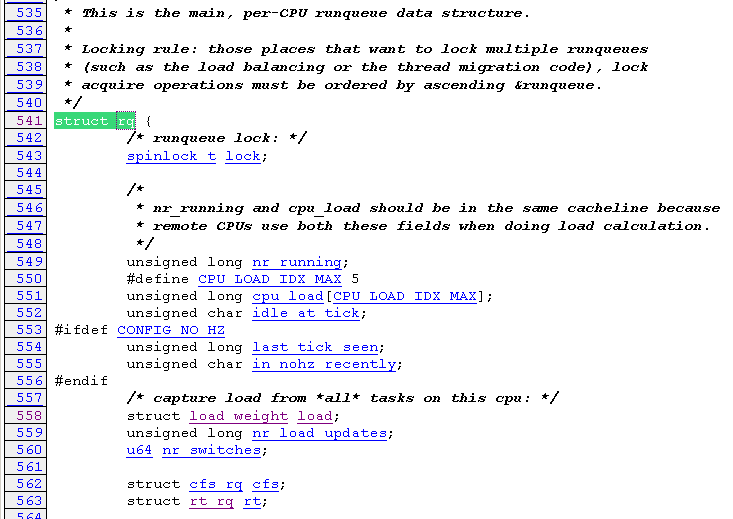 535  * This is the main, per-CPU runqueue data structure.
536  *
537  * Locking rule: those places that want to lock multiple runqueues
538  * (such as the load balancing or the thread migration code), lock
539  * acquire operations must be ordered by ascending &runqueue.
540  */
541 struct rq {
542         /* runqueue lock: */
543         spinlock_t lock;
544
545         /*
546          * nr_running and cpu_load should be in the same cacheline because
547          * remote CPUs use both these fields when doing load calculation.
548          */
549         unsigned long nr_running;
550         #define CPU_LOAD_IDX_MAX 5
551         unsigned long cpu_load[CPU_LOAD_IDX_MAX];
552         unsigned char idle_at_tick;
553 #ifdef CONFIG_NO_HZ
554         unsigned long last_tick_seen;
555         unsigned char in_nohz_recently;
556 #endif
557         /* capture load from *all* tasks on this cpu: */
558         struct load_weight load;
559         unsigned long nr_load_updates;
560         u64 nr_switches;
561
562         struct cfs_rq cfs;
563         struct rt_rq rt;
564